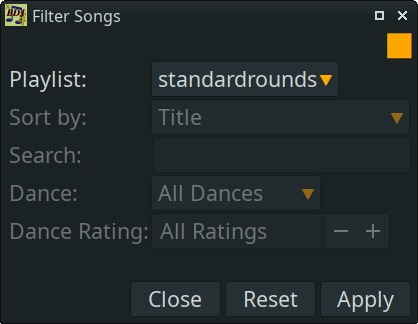 Filter Songs
Playlist: standardrounds
Sort by: Title
Search:
Dance: All Dances
Dance Rating: All Ratings − +
Close Reset Apply